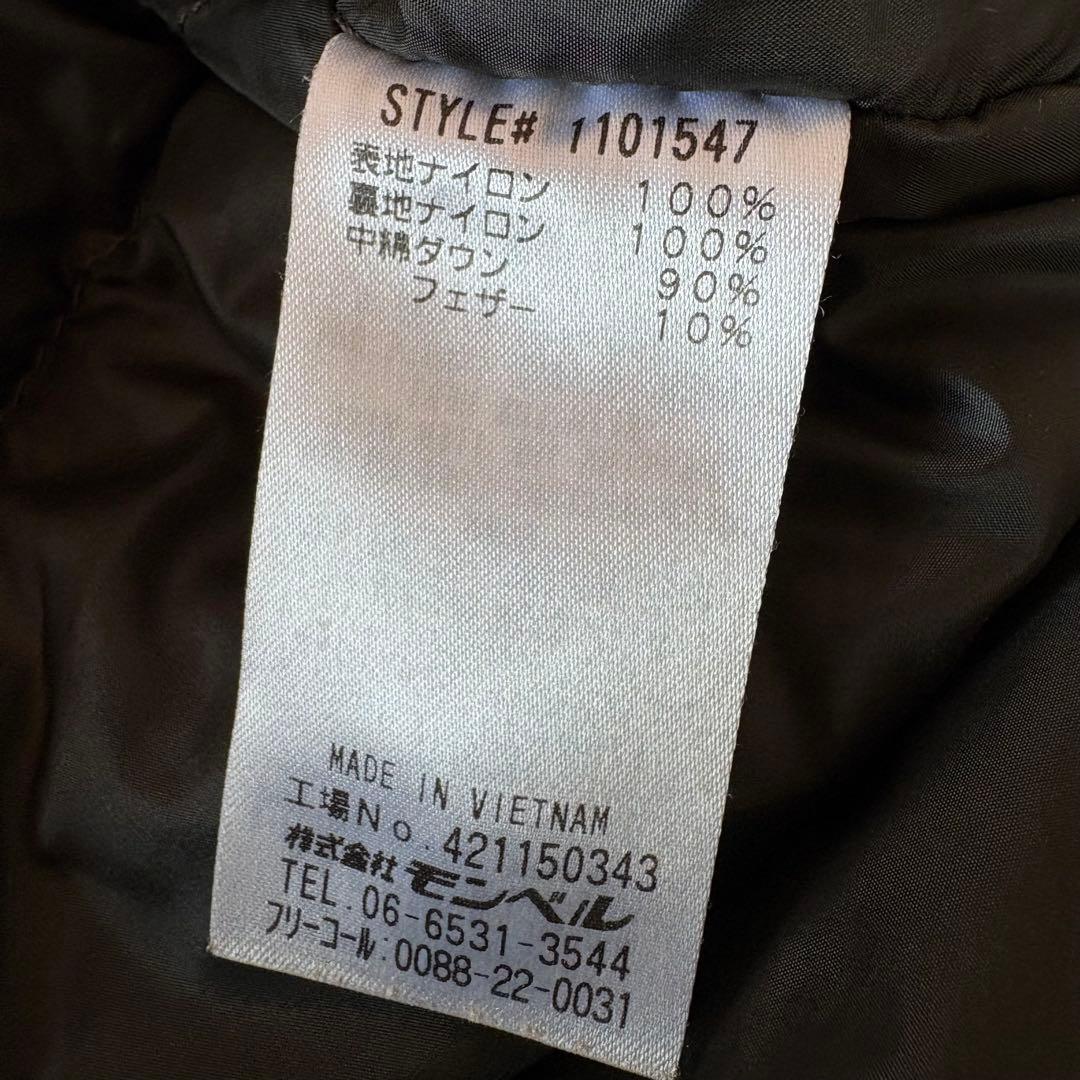 STYLE# 1101547
表地ナイロン 100%
裏地ナイロン 100%
中綿ダウン 90%
フェザー 10%
MADE IN VIETNAM
工場No.421150343
株式会社モンベル
TEL.06-6531-3544
フリーコール:0088-22-0031